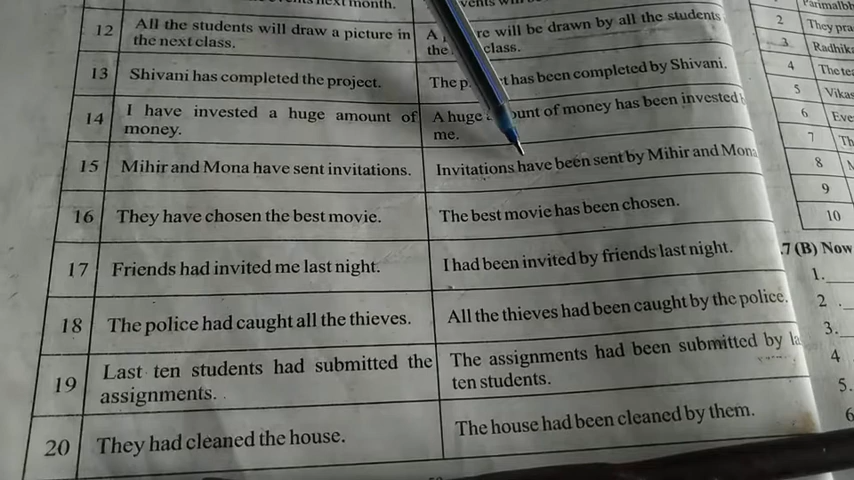 next month.
12 All the students will draw a picture in
the next class.
A re will be drawn by all the students
the class.
13 Shivani has completed the project.
The p t has been completed by Shivani.
14 I have invested a huge amount of
money.
A huge ount of money has been invested
me.
15 Mihir and Mona have sent invitations.
Invitations have been sent by Mihir and Mona
16 They have chosen the best movie.
The best movie has been chosen.
17 Friends had invited me last night.
I had been invited by friends last night.
18 The police had caught all the thieves.
All the thieves had been caught by the police.
19 Last ten students had submitted the
assignments.
The assignments had been submitted by la
ten students.
20 They had cleaned the house.
The house had been cleaned by them.
2 They pra
3 Radhika
4 The tea
5 Vikas
6 Eve
7 Th
8
9
10
.7 (B) Now
1.
2 .
3.
4
5.
6